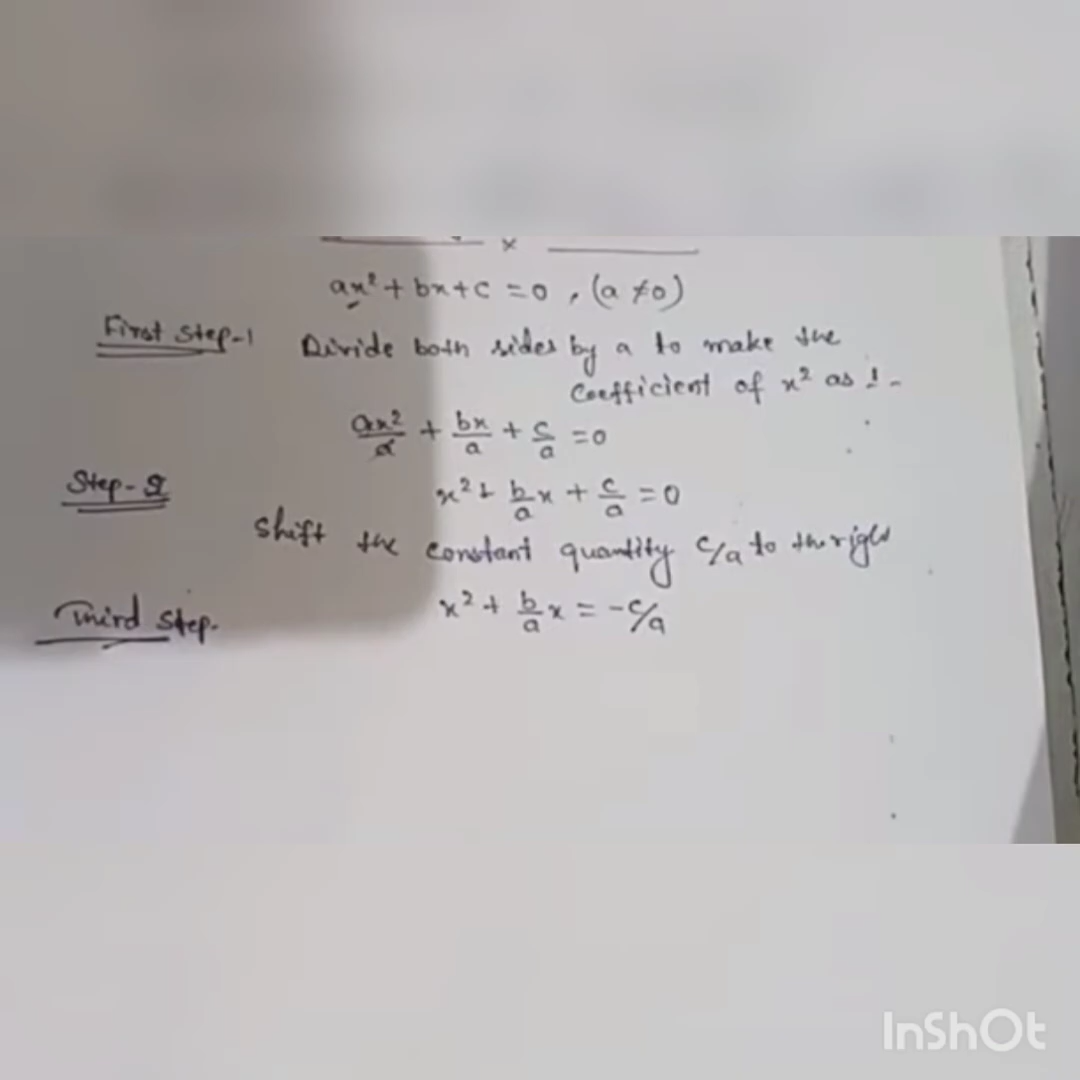 ax² + bx + c = 0 , (a ≠ 0)
First Step-1 Divide both sides by a to make the
Coefficient of x² as 1.
ax²/a + bx/a + c/a = 0
Step-2 x² + b/a x + c/a = 0
Shift the constant quantity c/a to the right
Third Step. x² + b/a x = -c/a
InShOt